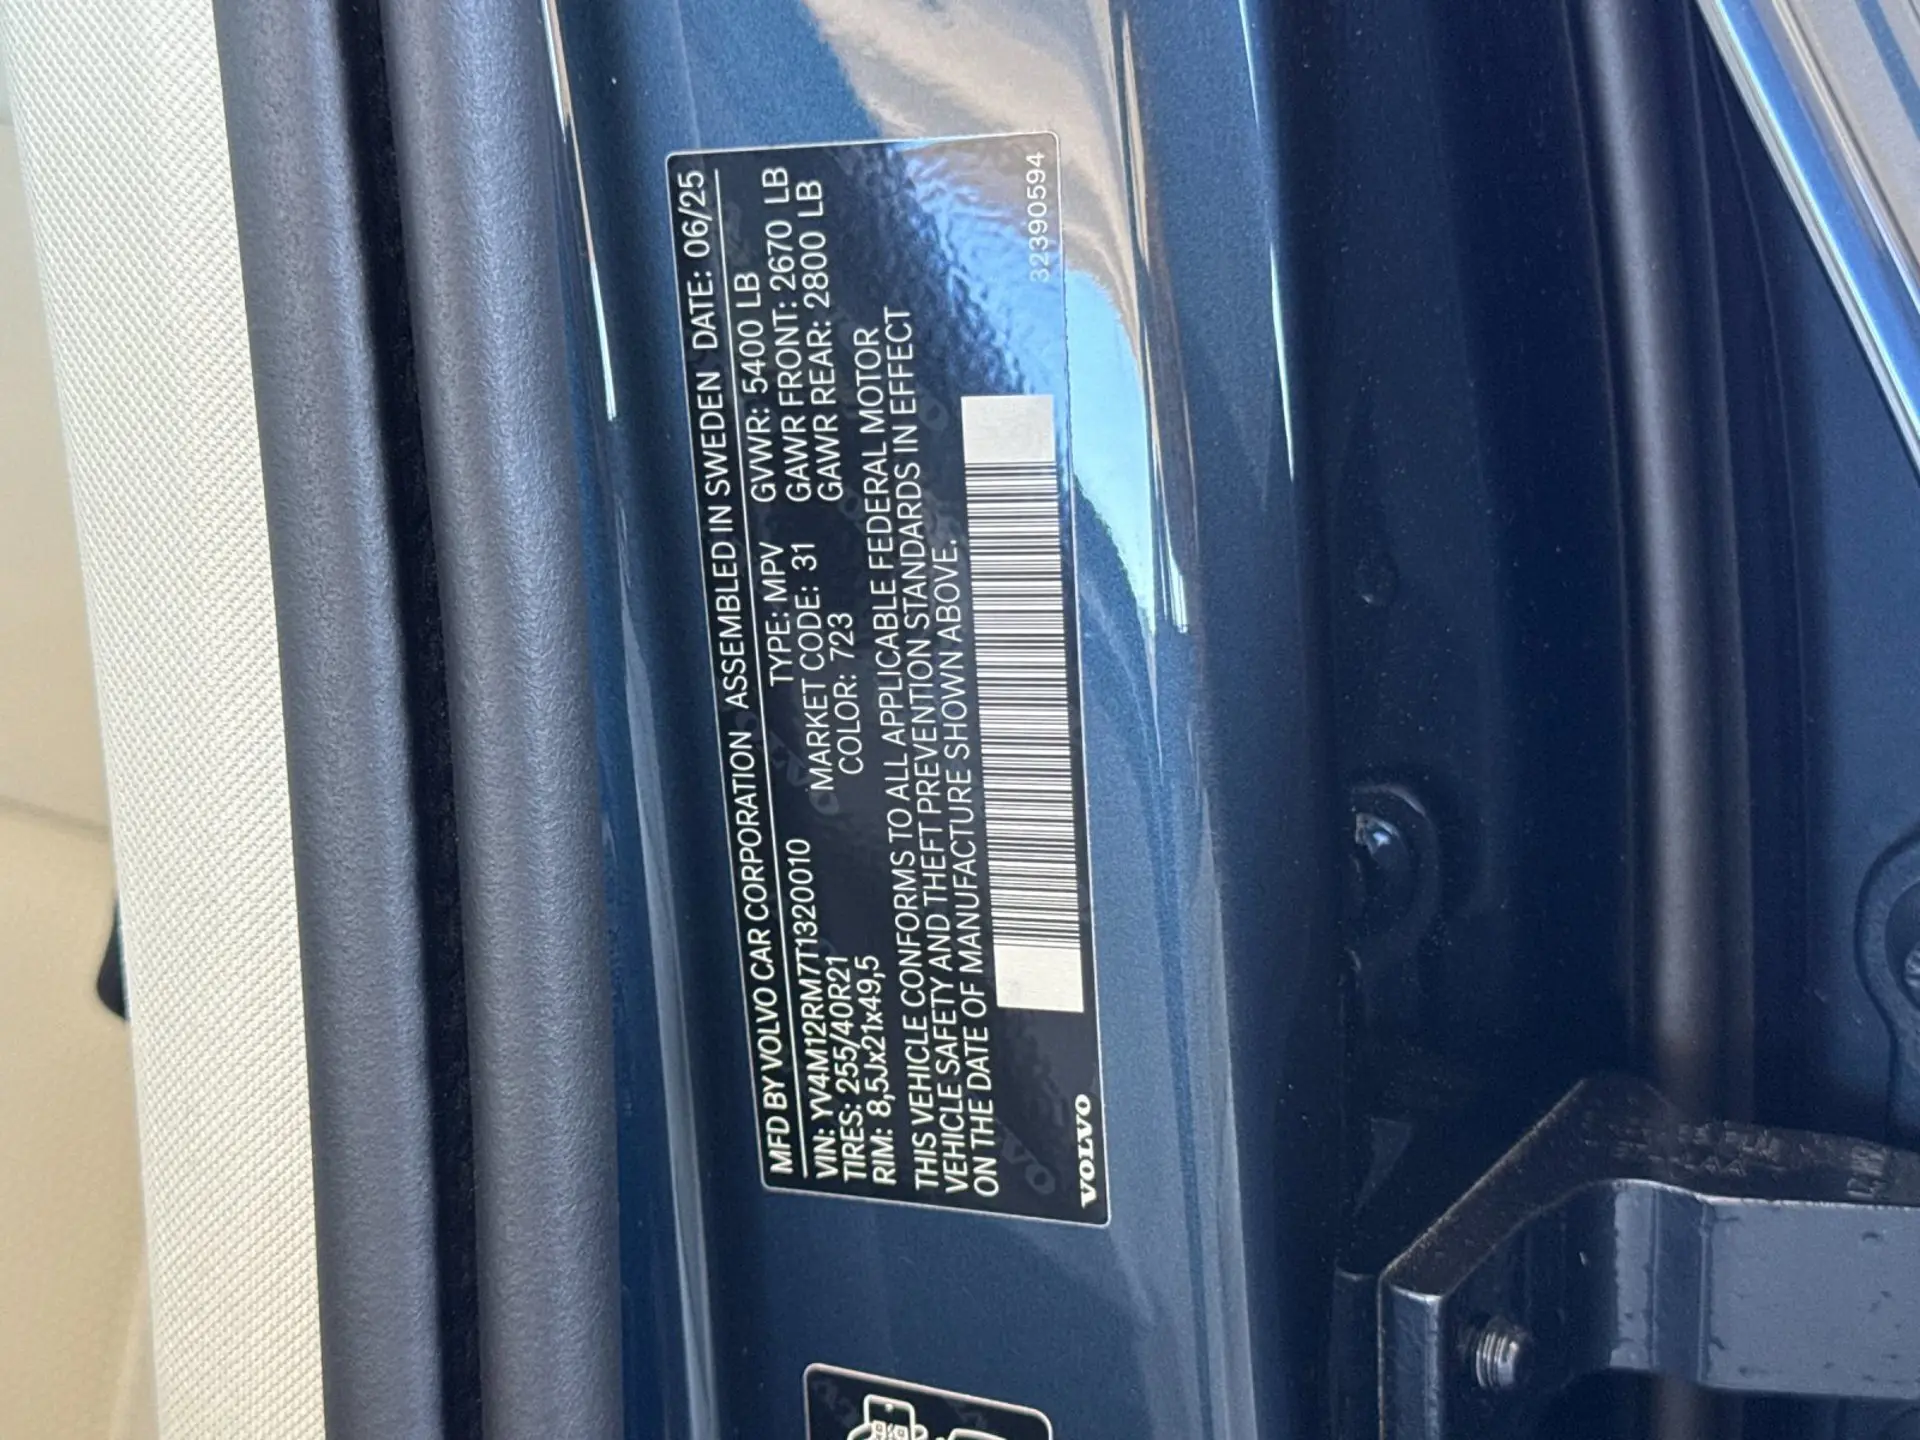 MFD BY VOLVO CAR CORPORATION ASSEMBLED IN SWEDEN DATE: 06/25
VIN: YV4M12RM7T1320010 TYPE: MPV GVWR: 5400 LB
TIRES: 255/40R21 MARKET CODE: 31 GAWR FRONT: 2670 LB
RIM: 8,5Jx21x49,5 COLOR: 723 GAWR REAR: 2800 LB
THIS VEHICLE CONFORMS TO ALL APPLICABLE FEDERAL MOTOR
VEHICLE SAFETY AND THEFT PREVENTION STANDARDS IN EFFECT
ON THE DATE OF MANUFACTURE SHOWN ABOVE.
VOLVO 32390594